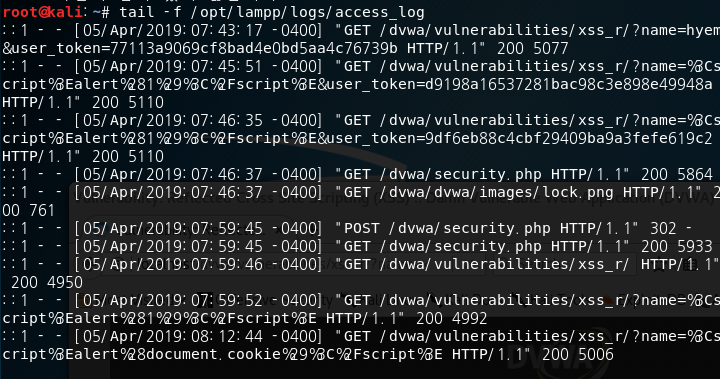 root@kali:~# tail -f /opt/lampp/logs/access_log
::1 - - [05/Apr/2019:07:43:17 -0400] "GET /dvwa/vulnerabilities/xss_r/?name=hyem
&user_token=77113a9069cf8bad4e0bd5aa4c76739b HTTP/1.1" 200 5077
::1 - - [05/Apr/2019:07:45:51 -0400] "GET /dvwa/vulnerabilities/xss_r/?name=%3Cs
cript%3Ealert%281%29%3C%2Fscript%3E&user_token=d9198a16537281bac98c3e898e49948a
HTTP/1.1" 200 5110
::1 - - [05/Apr/2019:07:46:35 -0400] "GET /dvwa/vulnerabilities/xss_r/?name=%3Cs
cript%3Ealert%281%29%3C%2Fscript%3E&user_token=9df6eb88c4cbf29409ba9a3fefe619c2
HTTP/1.1" 200 5110
::1 - - [05/Apr/2019:07:46:37 -0400] "GET /dvwa/security.php HTTP/1.1" 200 5864
::1 - - [05/Apr/2019:07:46:37 -0400] "GET /dvwa/dvwa/images/lock.png HTTP/1.1" 2
00 761
::1 - - [05/Apr/2019:07:59:45 -0400] "POST /dvwa/security.php HTTP/1.1" 302 -
::1 - - [05/Apr/2019:07:59:45 -0400] "GET /dvwa/security.php HTTP/1.1" 200 5933
::1 - - [05/Apr/2019:07:59:46 -0400] "GET /dvwa/vulnerabilities/xss_r/ HTTP/1.1"
 200 4950
::1 - - [05/Apr/2019:07:59:52 -0400] "GET /dvwa/vulnerabilities/xss_r/?name=%3Cs
cript%3Ealert%281%29%3C%2Fscript%3E HTTP/1.1" 200 4992
::1 - - [05/Apr/2019:08:12:44 -0400] "GET /dvwa/vulnerabilities/xss_r/?name=%3Cs
cript%3Ealert%28document.cookie%29%3C%2Fscript%3E HTTP/1.1" 200 5006